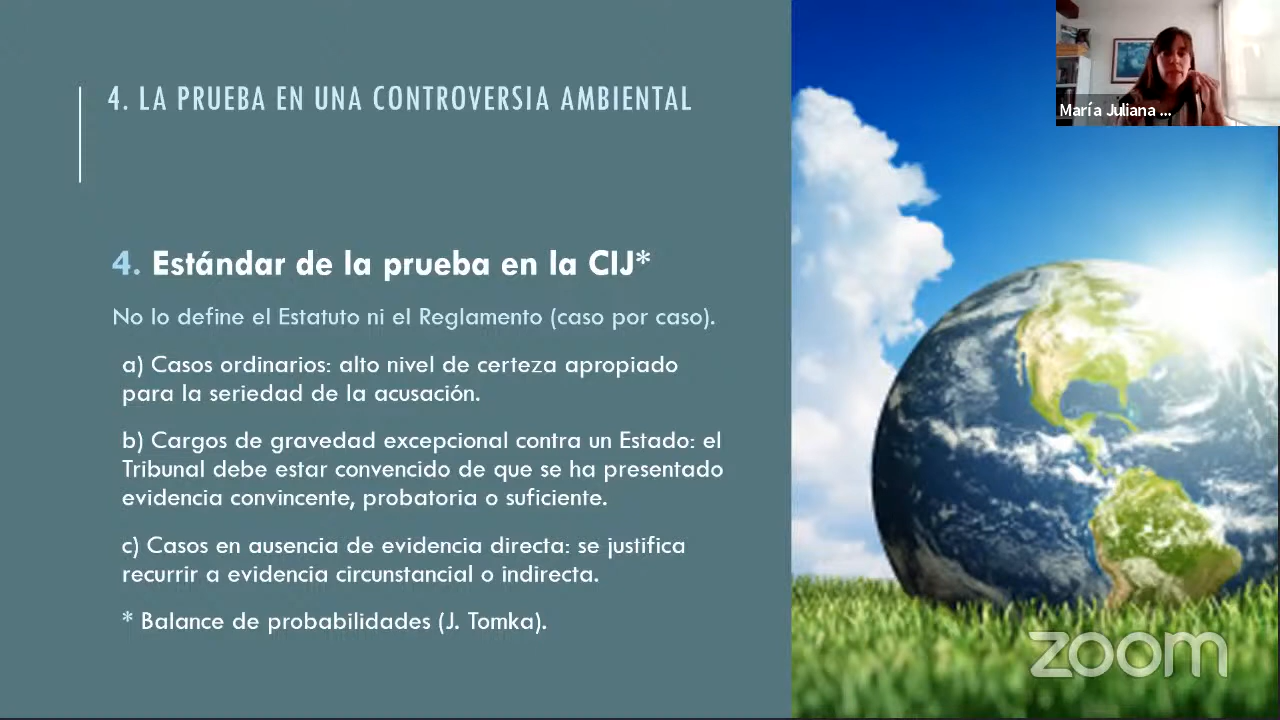 4. LA PRUEBA EN UNA CONTROVERSIA AMBIENTAL
María Juliana ...
4. Estándar de la prueba en la CIJ*
No lo define el Estatuto ni el Reglamento (caso por caso).
a) Casos ordinarios: alto nivel de certeza apropiado
para la seriedad de la acusación.
b) Cargos de gravedad excepcional contra un Estado: el
Tribunal debe estar convencido de que se ha presentado
evidencia convincente, probatoria o suficiente.
c) Casos en ausencia de evidencia directa: se justifica
recurrir a evidencia circunstancial o indirecta.
* Balance de probabilidades (J. Tomka).
zoom